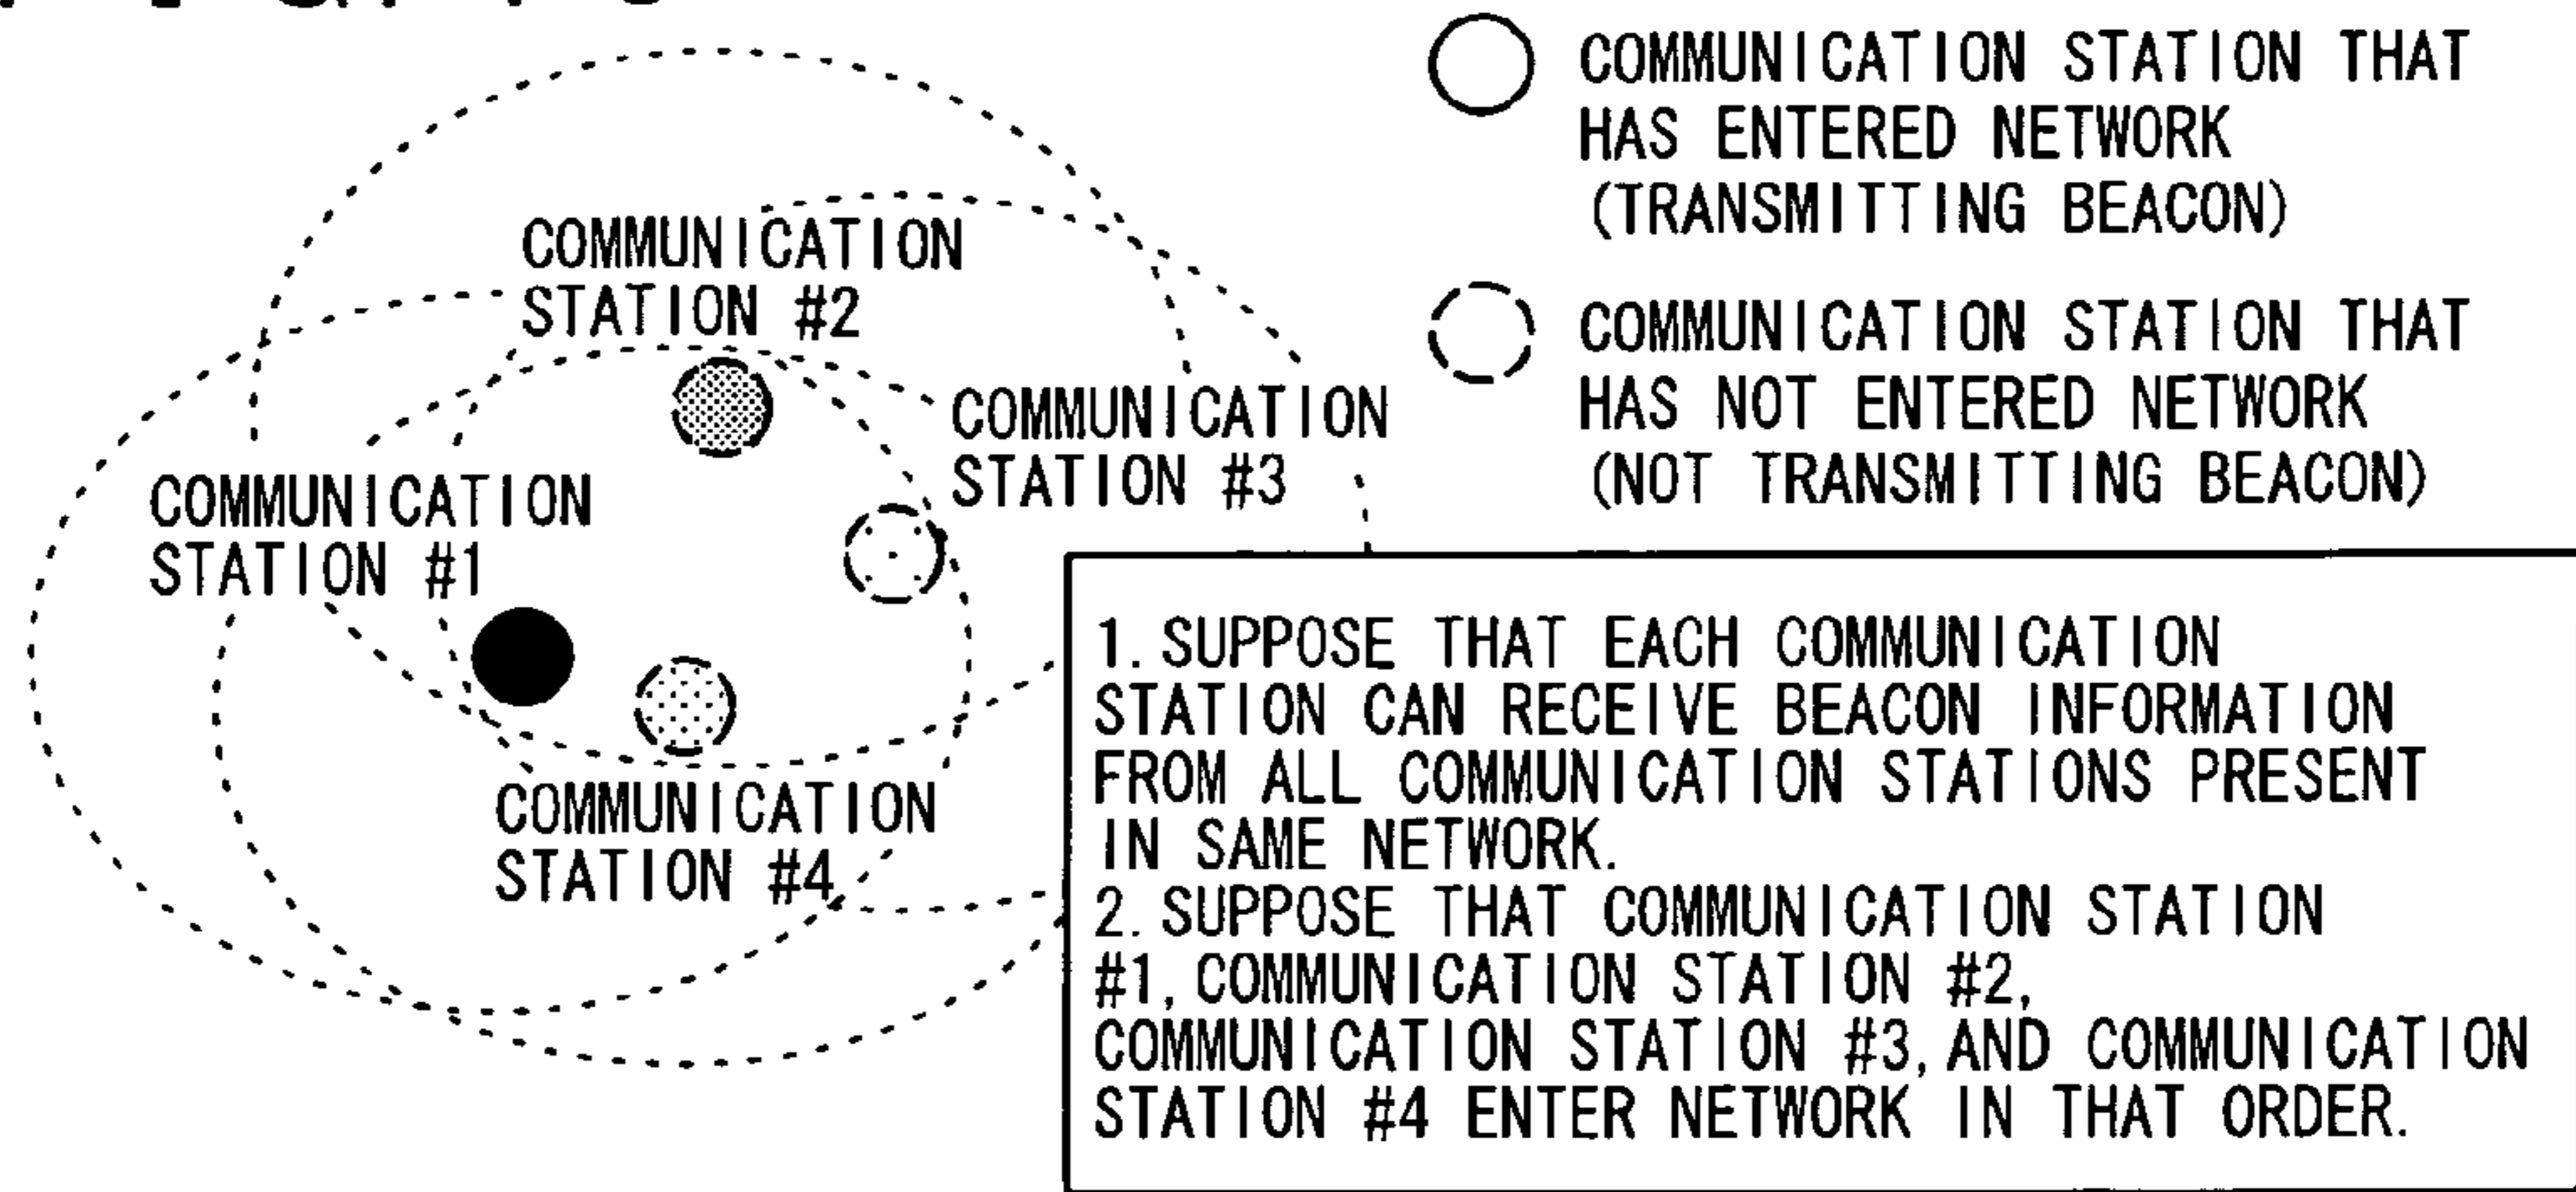 COMMUNICATION STATION THAT
HAS ENTERED NETWORK
(TRANSMITTING BEACON)
COMMUNICATION STATION THAT
HAS NOT ENTERED NETWORK
(NOT TRANSMITTING BEACON)
COMMUNICATION
STATION #2
COMMUNICATION
STATION #3
COMMUNICATION
STATION #1
COMMUNICATION
STATION #4
1. SUPPOSE THAT EACH COMMUNICATION
STATION CAN RECEIVE BEACON INFORMATION
FROM ALL COMMUNICATION STATIONS PRESENT
IN SAME NETWORK.
2. SUPPOSE THAT COMMUNICATION STATION
#1, COMMUNICATION STATION #2,
COMMUNICATION STATION #3, AND COMMUNICATION
STATION #4 ENTER NETWORK IN THAT ORDER.